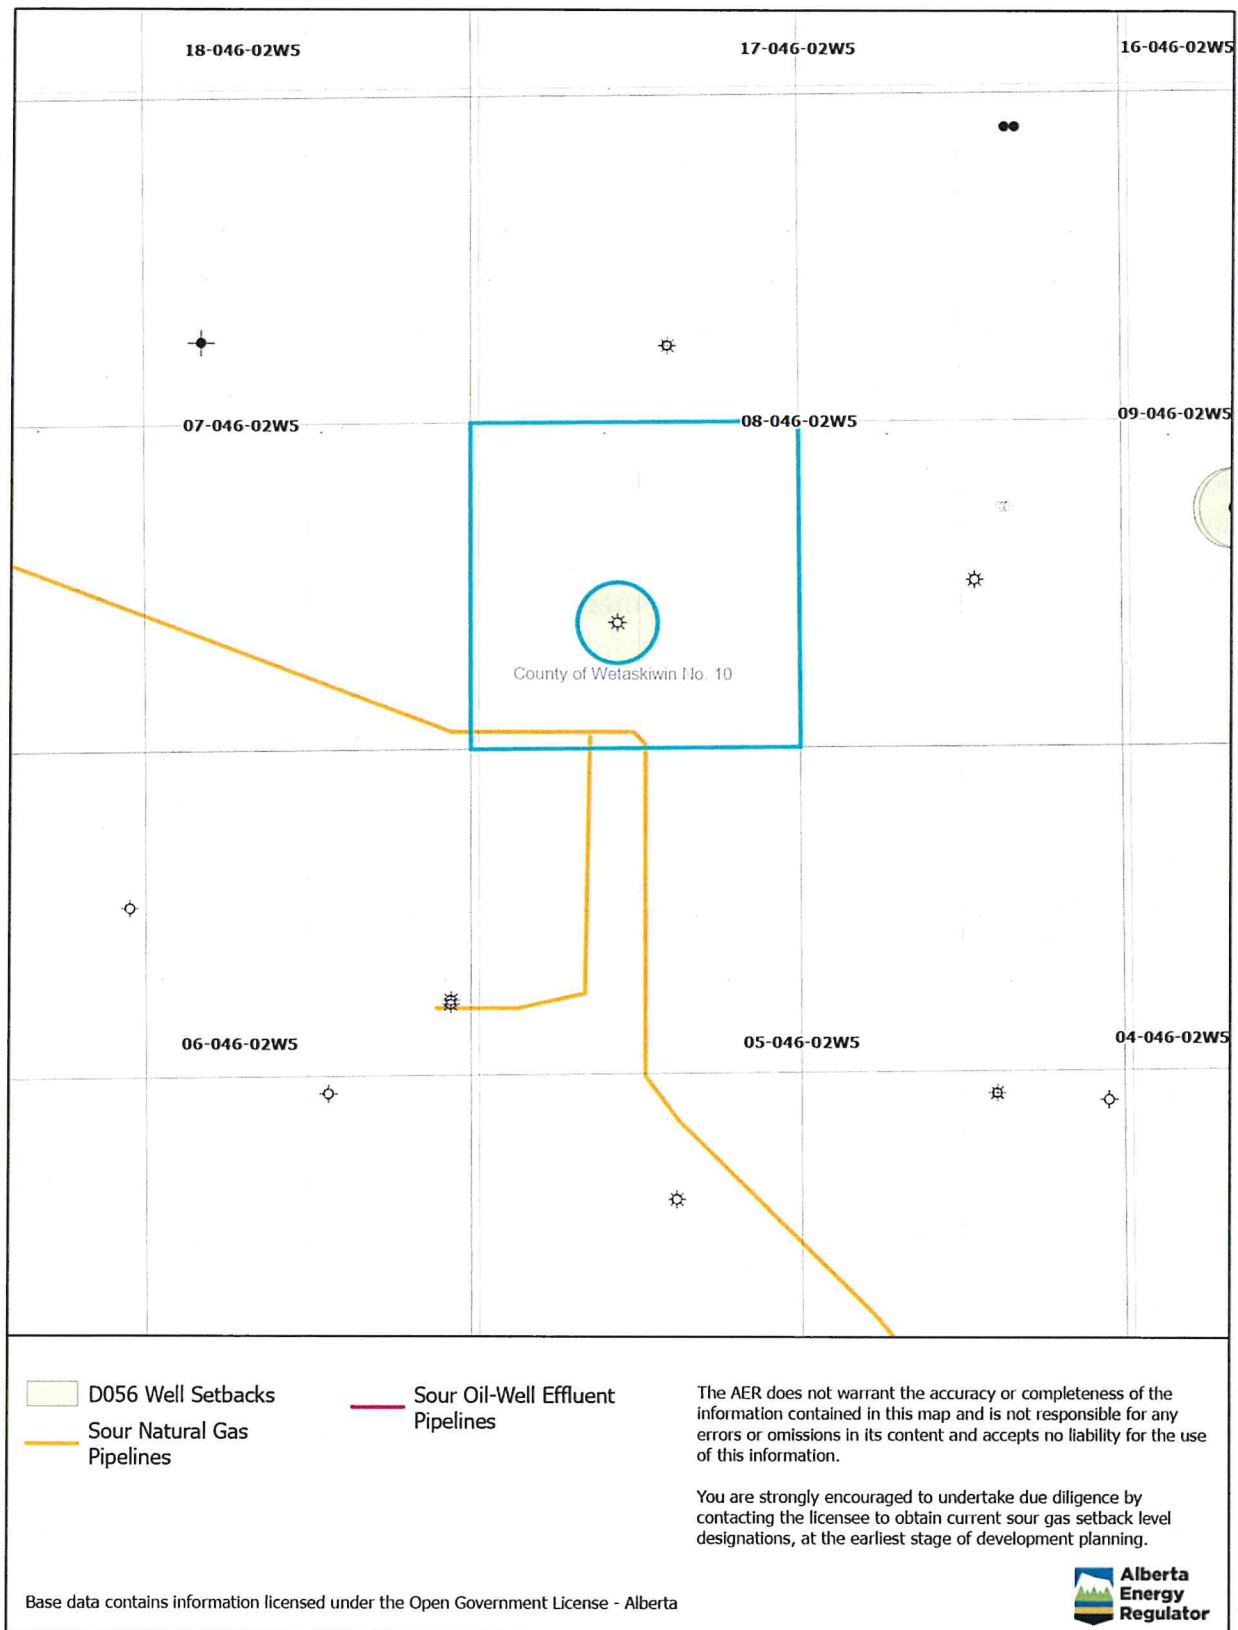 18-046-02W5
17-046-02W5
16-046-02W5
07-046-02W5
08-046-02W5
09-046-02W5
County of Wetaskiwin No. 10
06-046-02W5
05-046-02W5
04-046-02W5
D056 Well Setbacks
Sour Natural Gas
Pipelines
Sour Oil-Well Effluent
Pipelines
The AER does not warrant the accuracy or completeness of the
information contained in this map and is not responsible for any
errors or omissions in its content and accepts no liability for the use
of this information.
You are strongly encouraged to undertake due diligence by
contacting the licensee to obtain current sour gas setback level
designations, at the earliest stage of development planning.
Base data contains information licensed under the Open Government License - Alberta
Alberta
Energy
Regulator